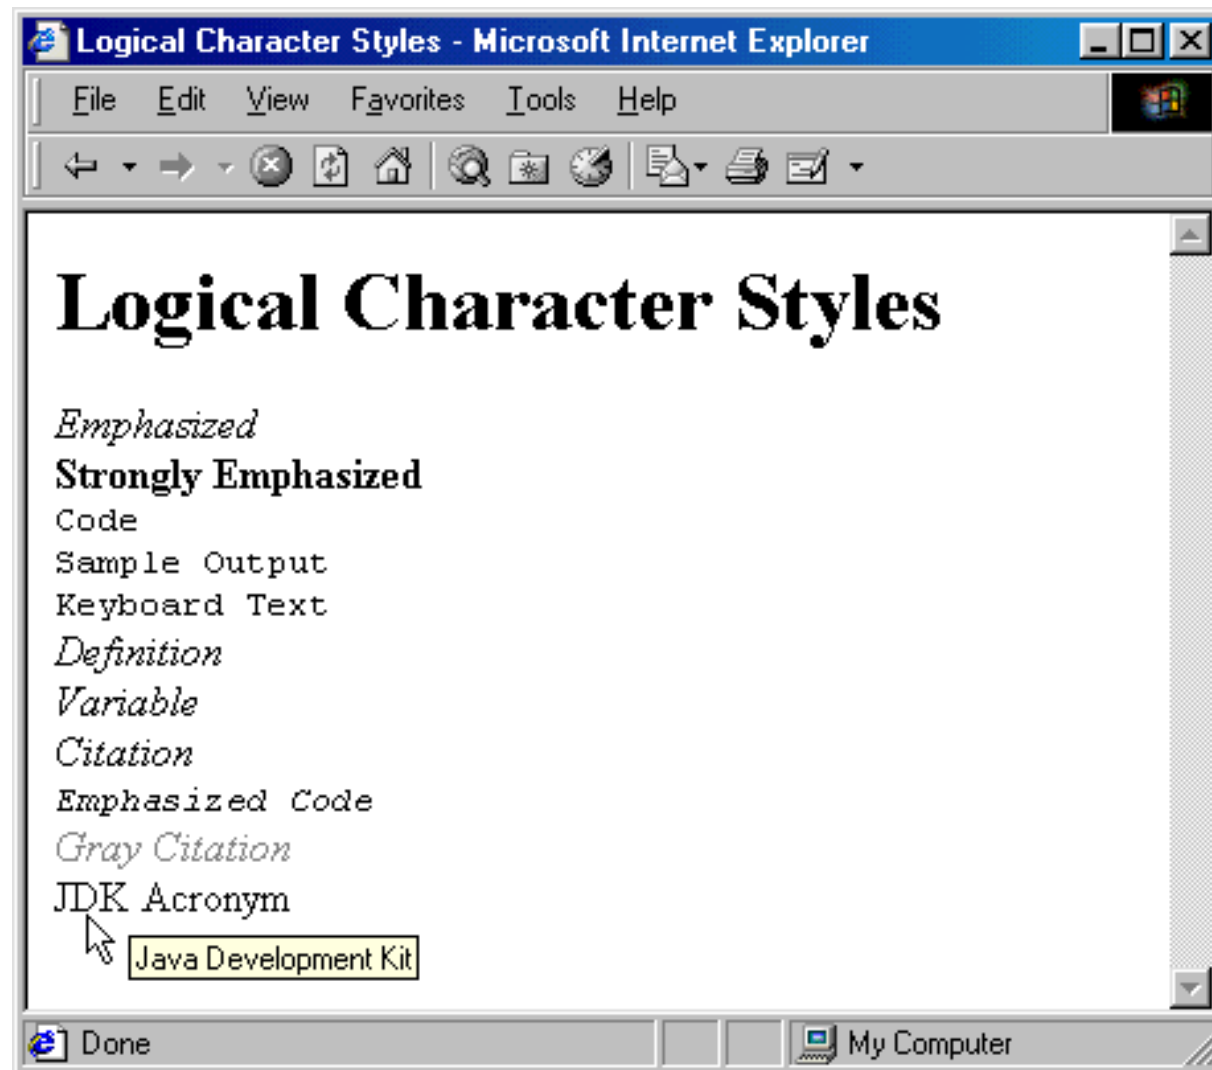 Logical Character Styles - Microsoft Internet Explorer
File Edit View Favorites Tools Help
Logical Character Styles
Emphasized
Strongly Emphasized
Code
Sample Output
Keyboard Text
Definition
Variable
Citation
Emphasized Code
Gray Citation
JDK Acronym
Java Development Kit
Done My Computer